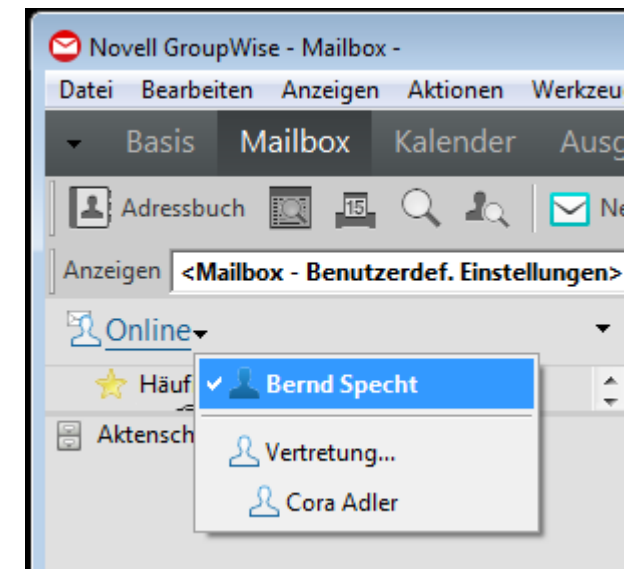 Novell GroupWise - Mailbox -
Datei Bearbeiten Anzeigen Aktionen Werkzeu
Basis Mailbox Kalender Ausg
Adressbuch 15 Ne
Anzeigen <Mailbox - Benutzerdef. Einstellungen>
Online
Häuf Bernd Specht
Aktensch
Vertretung...
Cora Adler